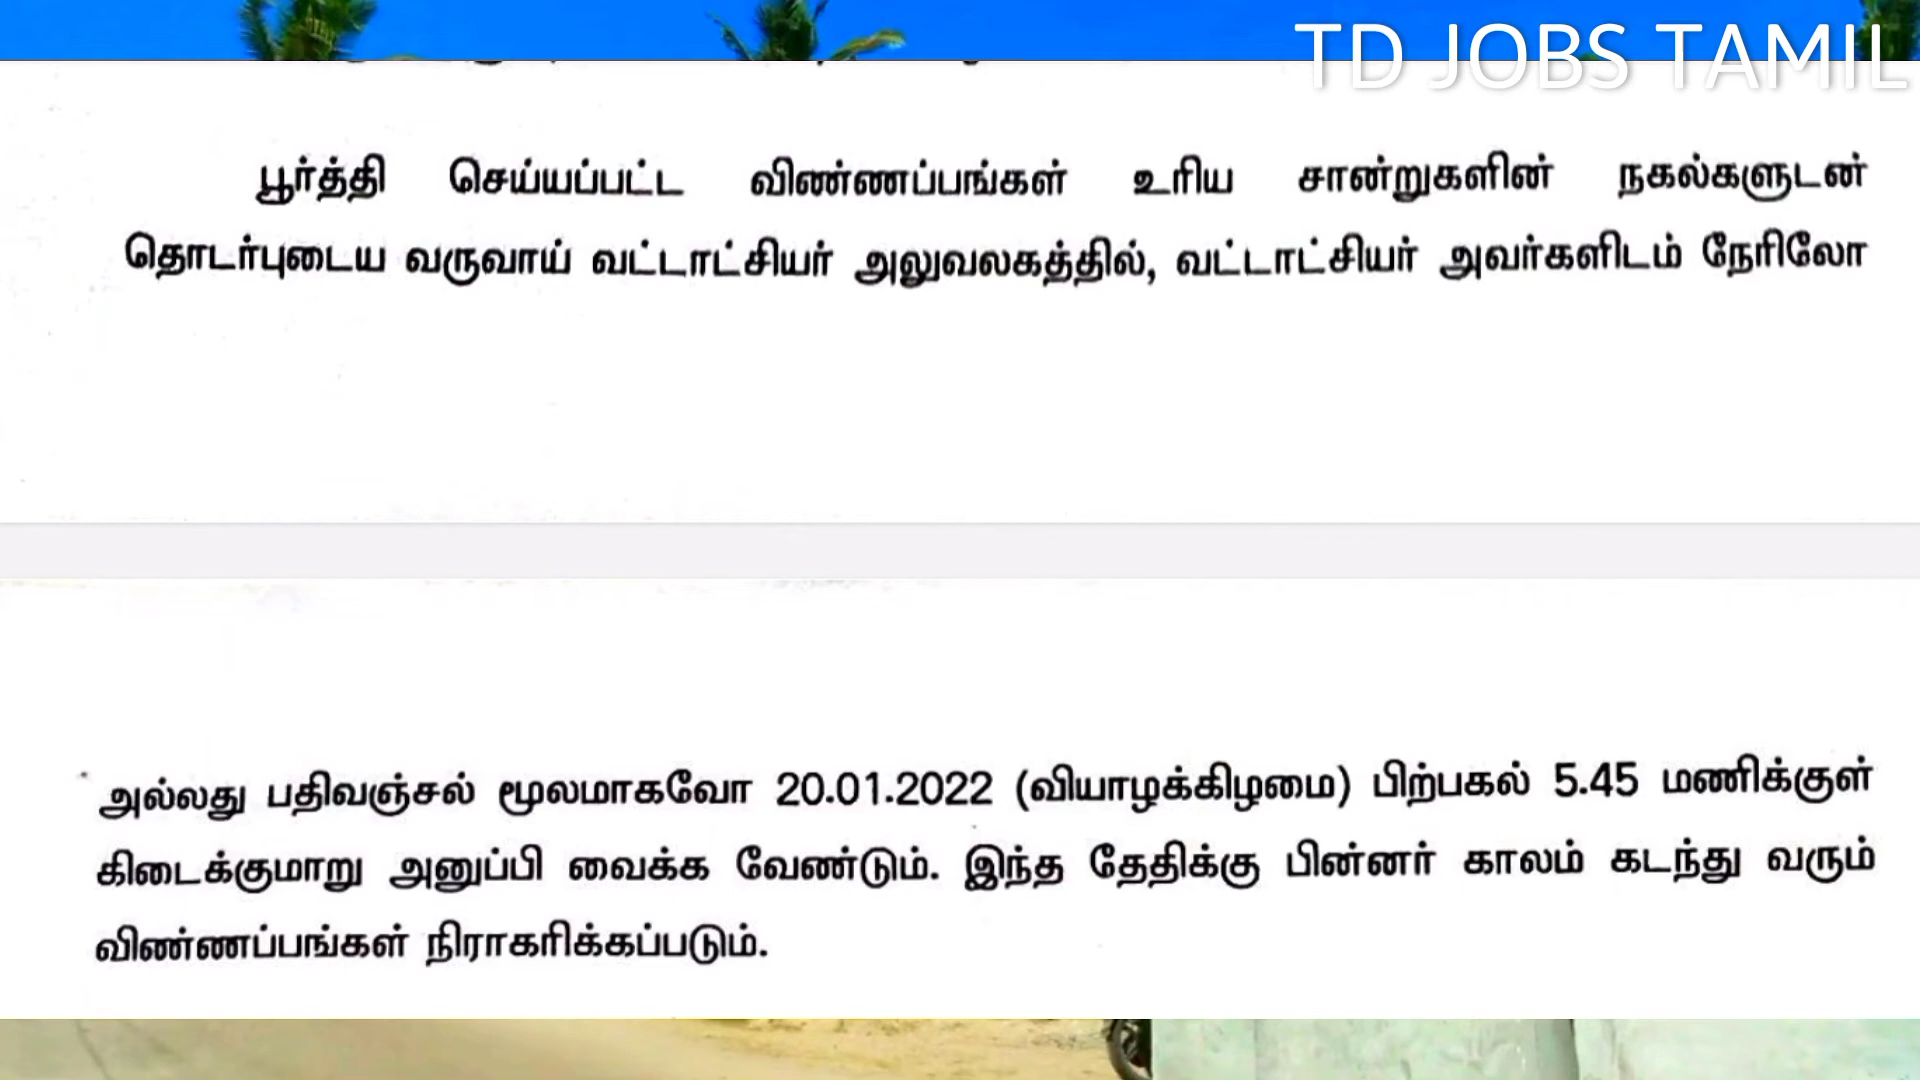 TD JOBS TAMIL
பூர்த்தி செய்யப்பட்ட விண்ணப்பங்கள் உரிய சான்றுகளின் நகல்களுடன்
தொடர்புடைய வருவாய் வட்டாட்சியர் அலுவலகத்தில், வட்டாட்சியர் அவர்களிடம் நேரிலோ
அல்லது பதிவஞ்சல் மூலமாகவோ 20.01.2022 (வியாழக்கிழமை) பிற்பகல் 5.45 மணிக்குள்
கிடைக்குமாறு அனுப்பி வைக்க வேண்டும். இந்த தேதிக்கு பின்னர் காலம் கடந்து வரும்
விண்ணப்பங்கள் நிராகரிக்கப்படும்.